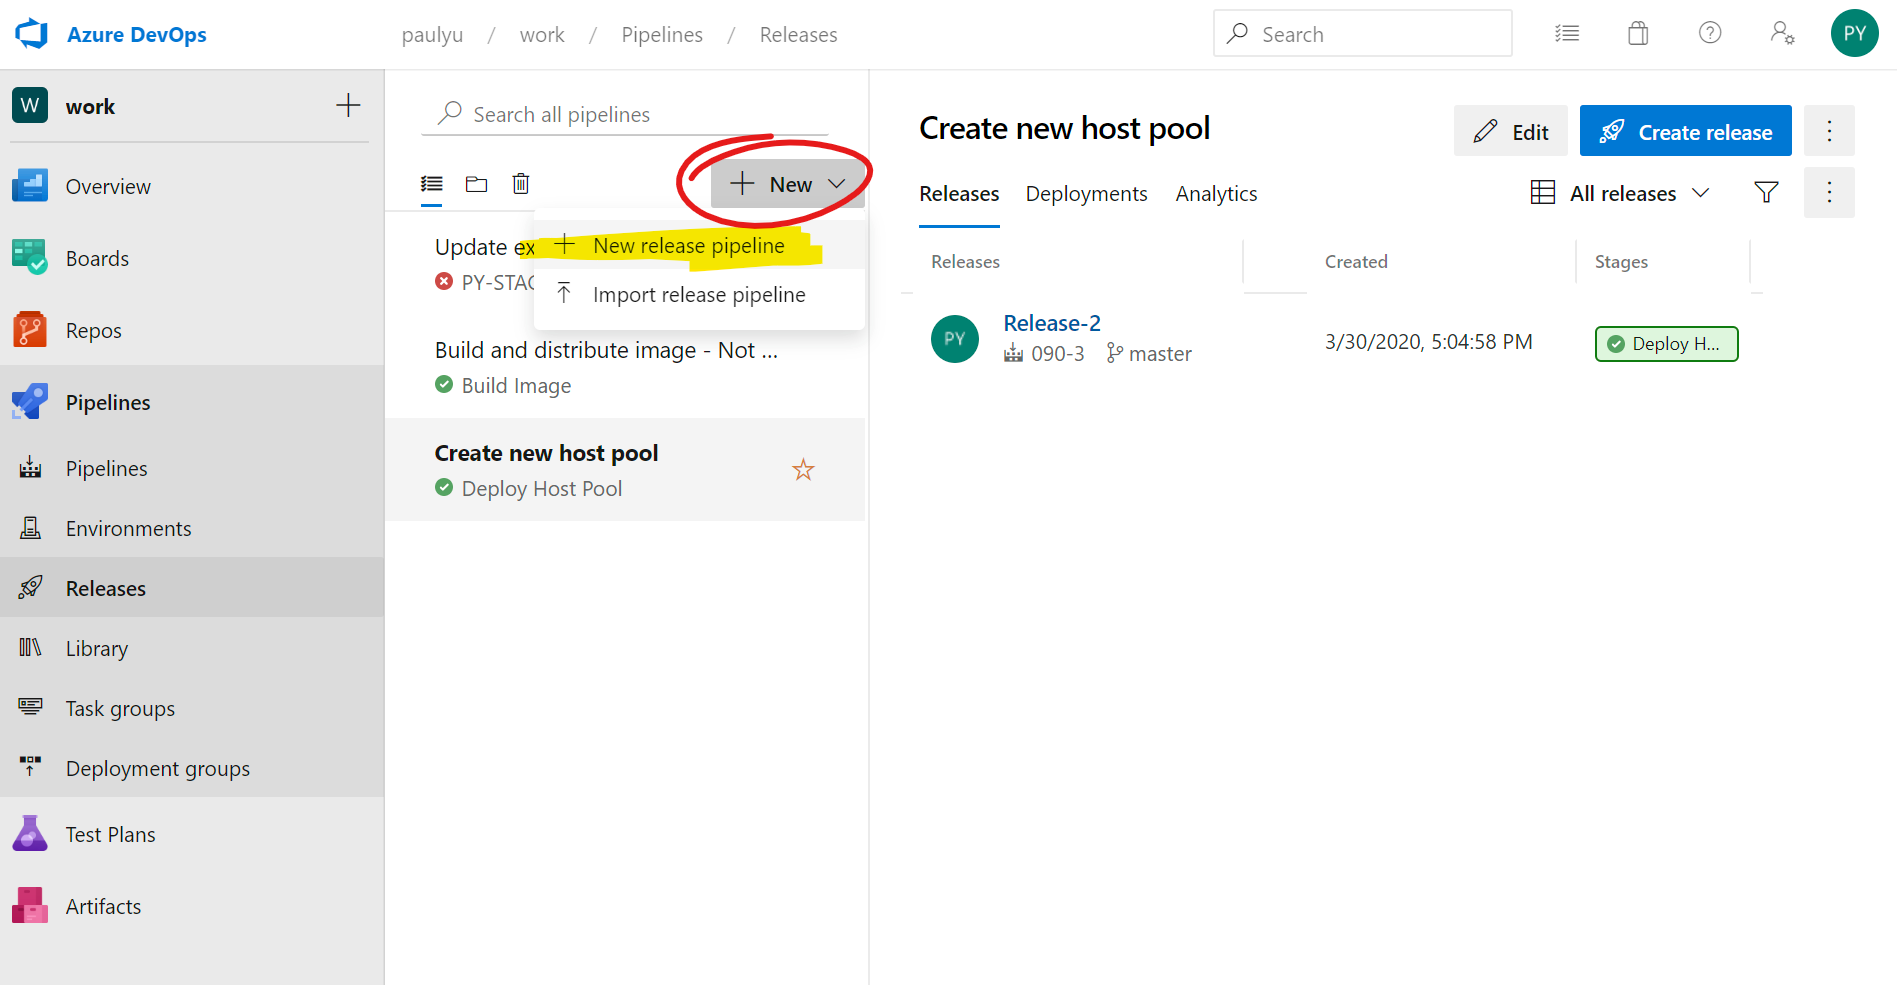 Azure DevOps
paulyu / work / Pipelines / Releases
Search
PY
W work
Overview
Boards
Repos
Pipelines
Pipelines
Environments
Releases
Library
Task groups
Deployment groups
Test Plans
Artifacts
Search all pipelines
New
New release pipeline
Import release pipeline
Update ex
PY-STAG
Build and distribute image - Not ...
Build Image
Create new host pool
Deploy Host Pool
Create new host pool
Edit
Create release
Releases Deployments Analytics
All releases
Releases Created Stages
PY
Release-2
090-3 master
3/30/2020, 5:04:58 PM
Deploy H...